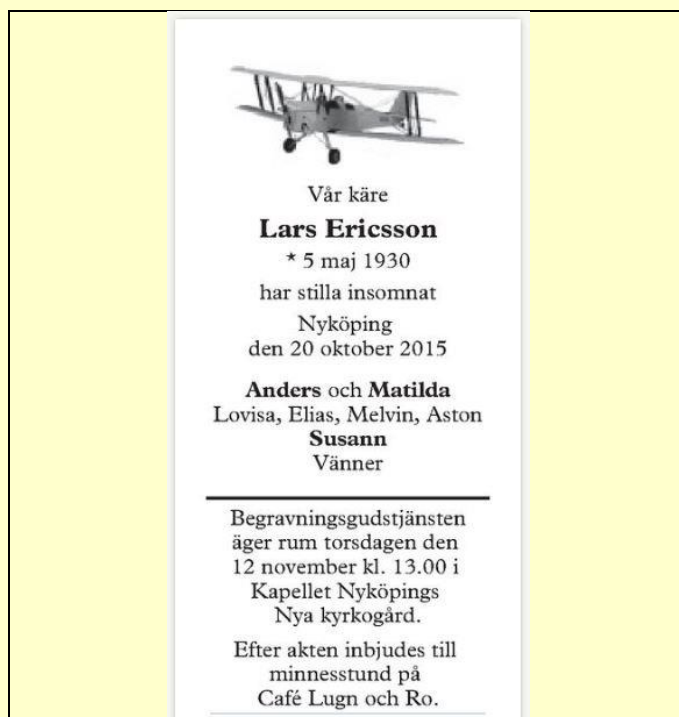 Vår käre
Lars Ericsson
* 5 maj 1930
har stilla insomnat
Nyköping
den 20 oktober 2015
Anders och Matilda
Lovisa, Elias, Melvin, Aston
Susann
Vänner
Begravningsgudstjänsten
äger rum torsdagen den
12 november kl. 13.00 i
Kapellet Nyköpings
Nya kyrkogård.
Efter akten inbjudes till
minnesstund på
Café Lugn och Ro.